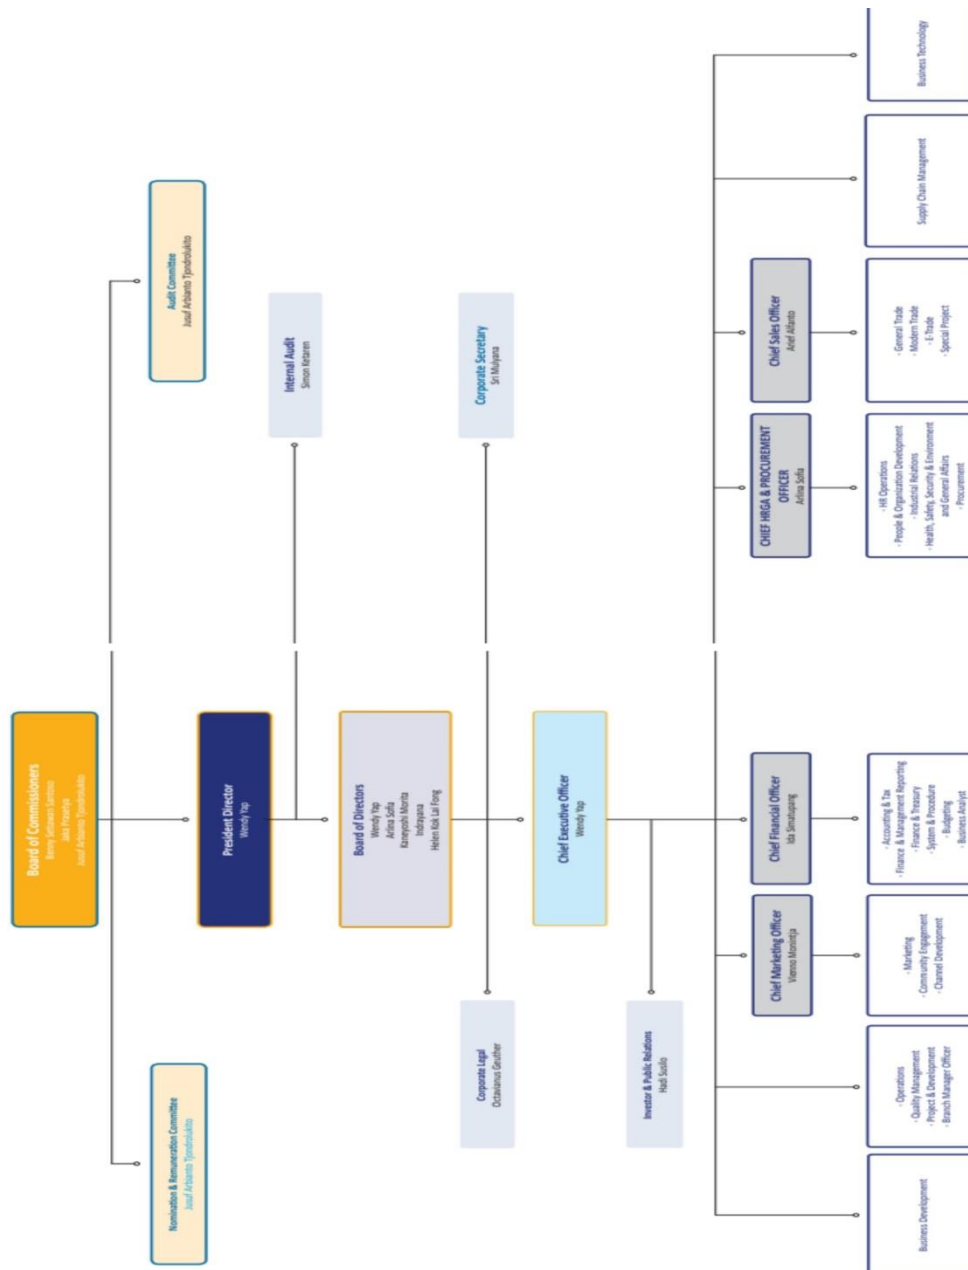 Board of Commissioners
Benny Setiawan Santoso
Jaka Prasetya
Jusuf Arbianto Tjondrolukito
Nomination & Remuneration Committee
Jusuf Arbianto Tjondrolukito
Audit Committee
Jusuf Arbianto Tjondrolukito
President Director
Wendy Yap
Internal Audit
Simon Ketaren
Board of Directors
Wendy Yap
Arlina Sofia
Kaneyoshi Morita
Indrayana
Helen Kok Lai Fong
Corporate Legal
Octavianus Geuther
Corporate Secretary
Sri Mulyana
Chief Executive Officer
Wendy Yap
Investor & Public Relations
Hadi Susilo
Chief Marketing Officer
Vienno Monintja
Chief Financial Officer
Ida Simatupang
CHIEF HRGA & PROCUREMENT
OFFICER
Arlina Sofia
Chief Sales Officer
Arief Alfanto
Business Development
- Operations
- Quality Management
- Project & Development
- Branch Manager Officer
- Marketing
- Community Engagement
- Channel Development
- Accounting & Tax
- Finance & Management Reporting
- Finance & Treasury
- System & Procedure
- Budgeting
- Business Analyst
- HR Operations
- People & Organization Development
- Industrial Relations
- Health, Safety, Security & Environment
and General Affairs
- Procurement
- General Trade
- Modern Trade
- E-Trade
- Special Project
Supply Chain Management
Business Technology